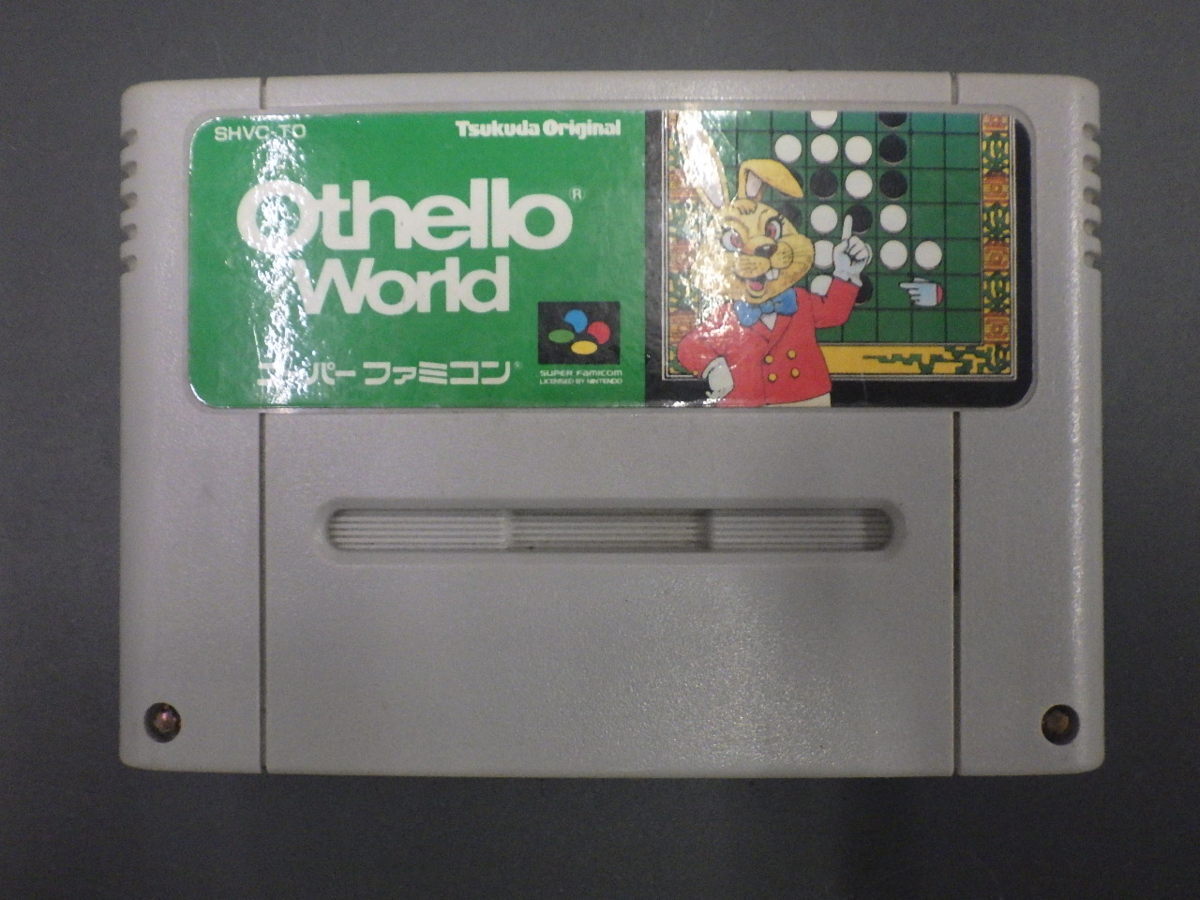 SHVC-TO
Tsukuda Original
Othello®
World
スーパーファミコン®
SUPER FAMICOM
LICENSED BY NINTENDO